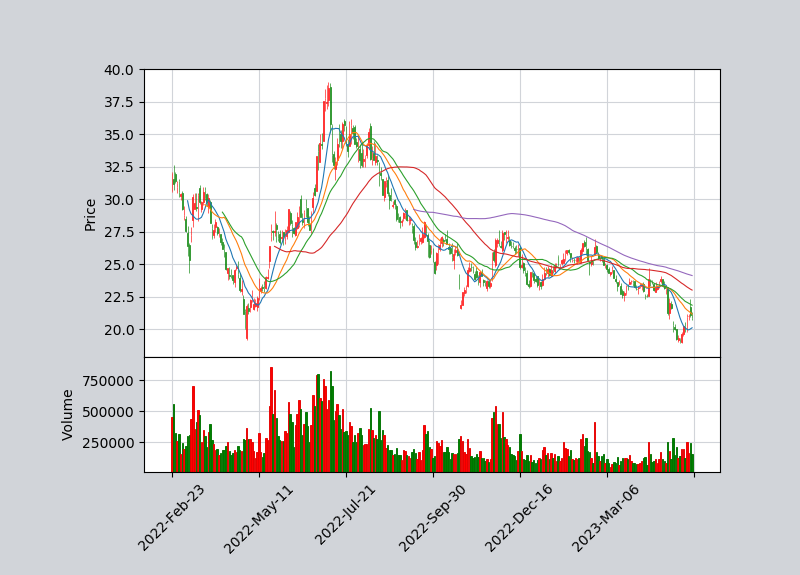 40.0
37.5
35.0
32.5
30.0
27.5
25.0
22.5
20.0
Price
750000
500000
250000
Volume
2022-Feb-23
2022-May-11
2022-Jul-21
2022-Sep-30
2022-Dec-16
2023-Mar-06